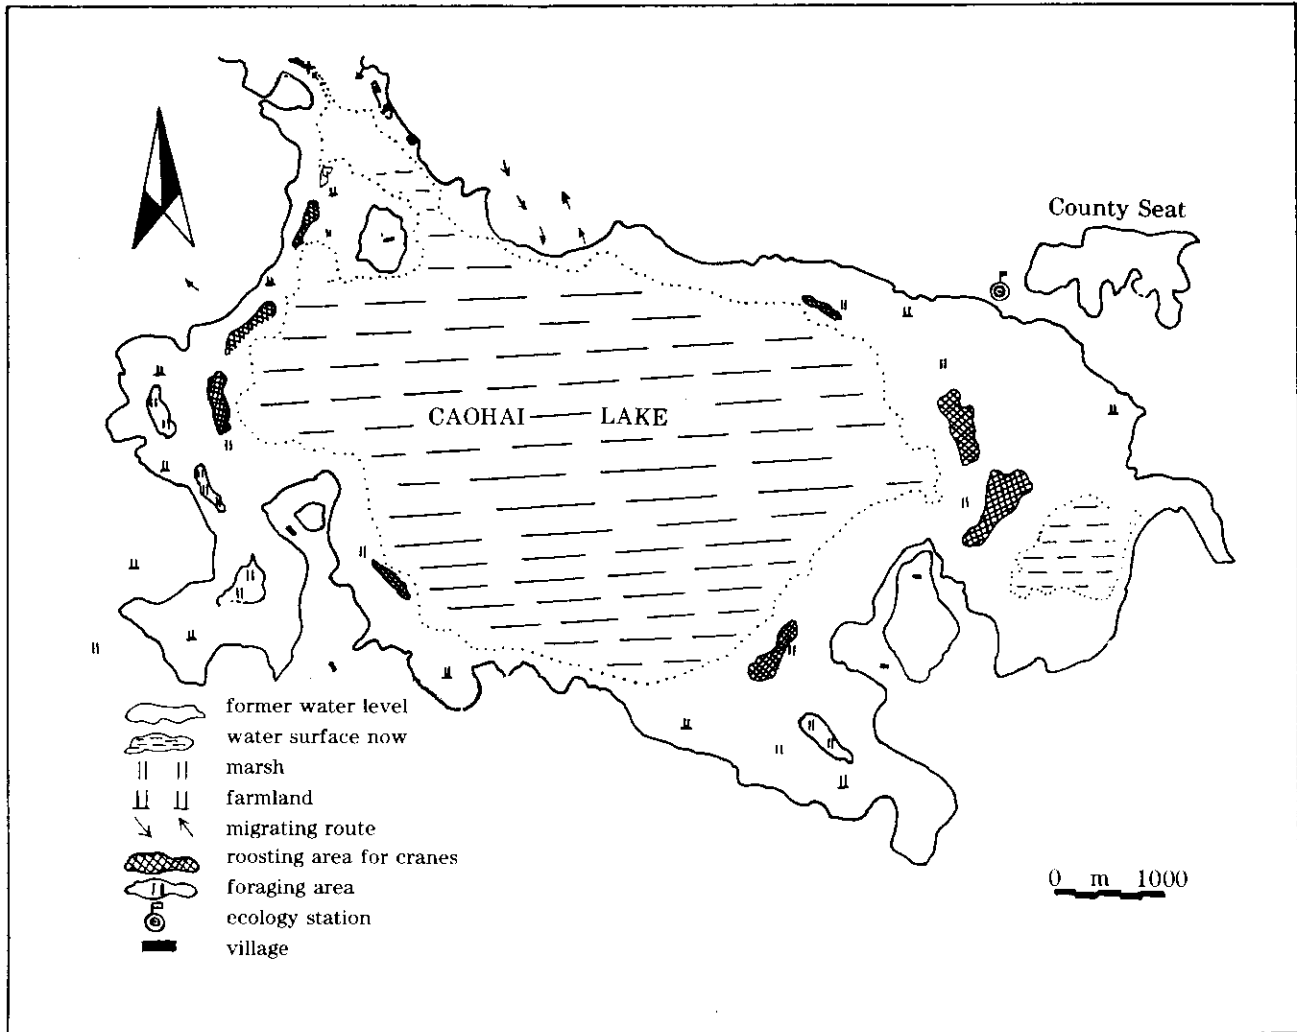 County Seat
CAOHAI LAKE
former water level
water surface now
marsh
farmland
migrating route
roosting area for cranes
foraging area
ecology station
village
0 m 1000